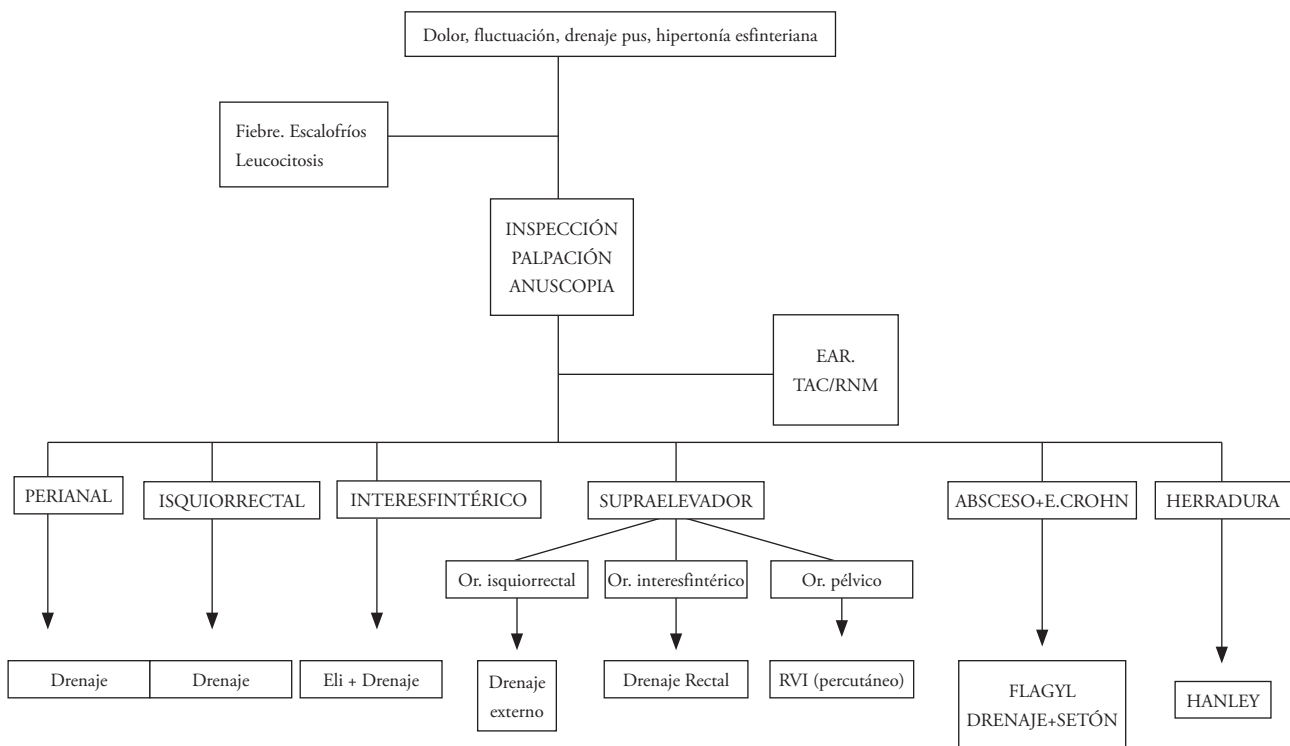 Dolor, fluctuación, drenaje pus, hipertonía esfinteriana
Fiebre. Escalofríos
Leucocitosis
INSPECCIÓN
PALPACIÓN
ANUSCOPIA
EAR.
TAC/RNM
PERIANAL
ISQUIORRECTAL
INTERESFINTÉRICO
SUPRAELEVADOR
ABSCESO+E.CROHN
HERRADURA
Or. isquiorrectal
Or. interesfintérico
Or. pélvico
Drenaje
Drenaje
Eli + Drenaje
Drenaje
externo
Drenaje Rectal
RVI (percutáneo)
FLAGYL
DRENAJE+SETÓN
HANLEY